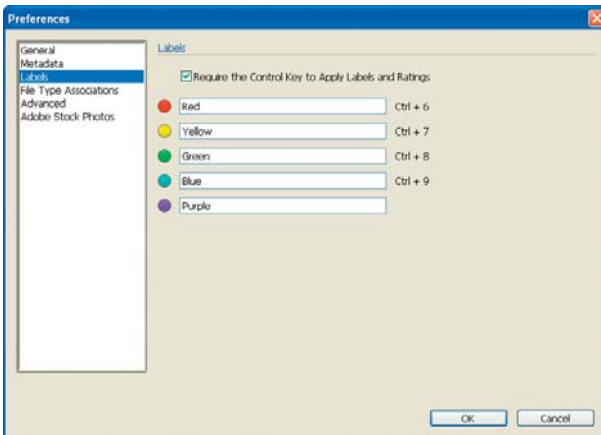 Preferences
General
Metadata
Labels
File Type Associations
Advanced
Adobe Stock Photos
Labels
Require the Control Key to Apply Labels and Ratings
Red Ctrl + 6
Yellow Ctrl + 7
Green Ctrl + 8
Blue Ctrl + 9
Purple
OK Cancel